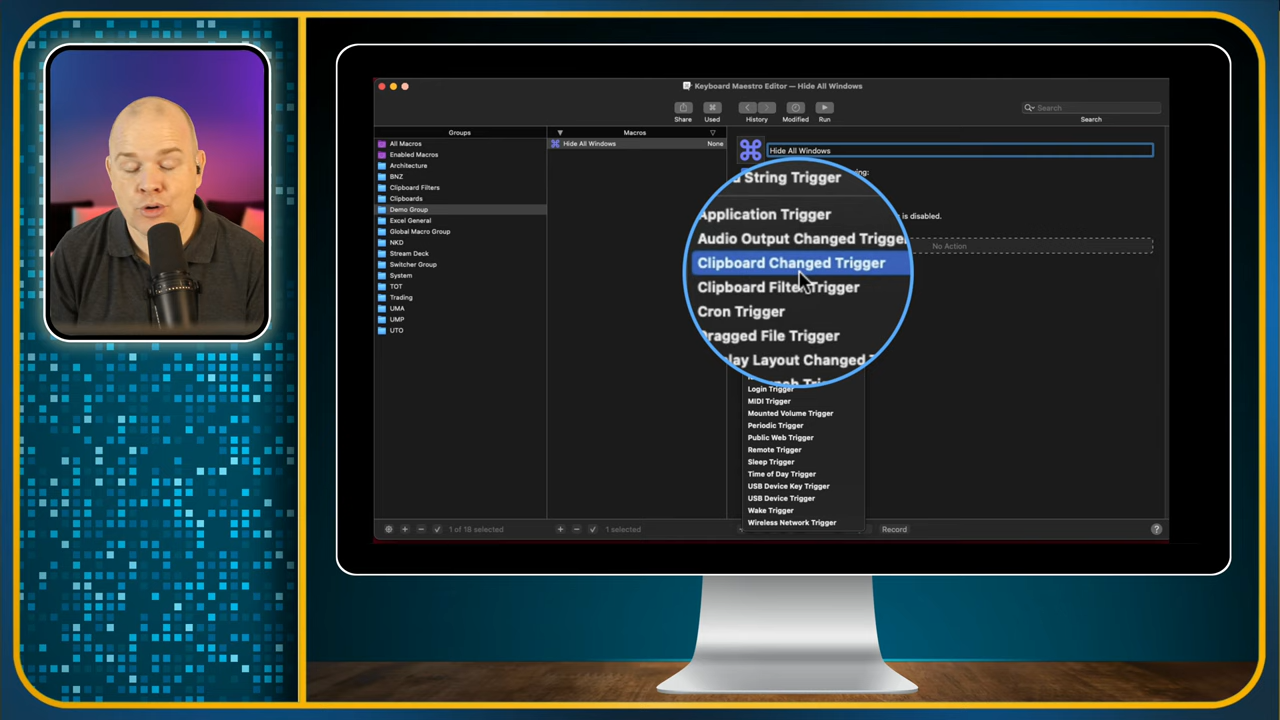 Keyboard Maestro Editor — Hide All Windows
Share
Used
History
Modified
Run
Search
Search
Groups
Macros
All Macros
Enabled Macros
Architecture
BNZ
Clipboard Filters
Clipboards
Demo Group
Excel General
Global Macro Group
NKD
Stream Deck
Switcher Group
System
TOT
Trading
UMA
UMP
UTO
Hide All Windows None
Hide All Windows
String Trigger
Application Trigger
Audio Output Changed Trigger
Clipboard Changed Trigger
Clipboard Filter Trigger
Cron Trigger
Dragged File Trigger
Layout Changed
is disabled.
No Action
Login Trigger
MIDI Trigger
Mounted Volume Trigger
Periodic Trigger
Public Web Trigger
Remote Trigger
Sleep Trigger
Time of Day Trigger
USB Device Key Trigger
USB Device Trigger
Wake Trigger
Wireless Network Trigger
1 of 18 selected
1 selected
Record